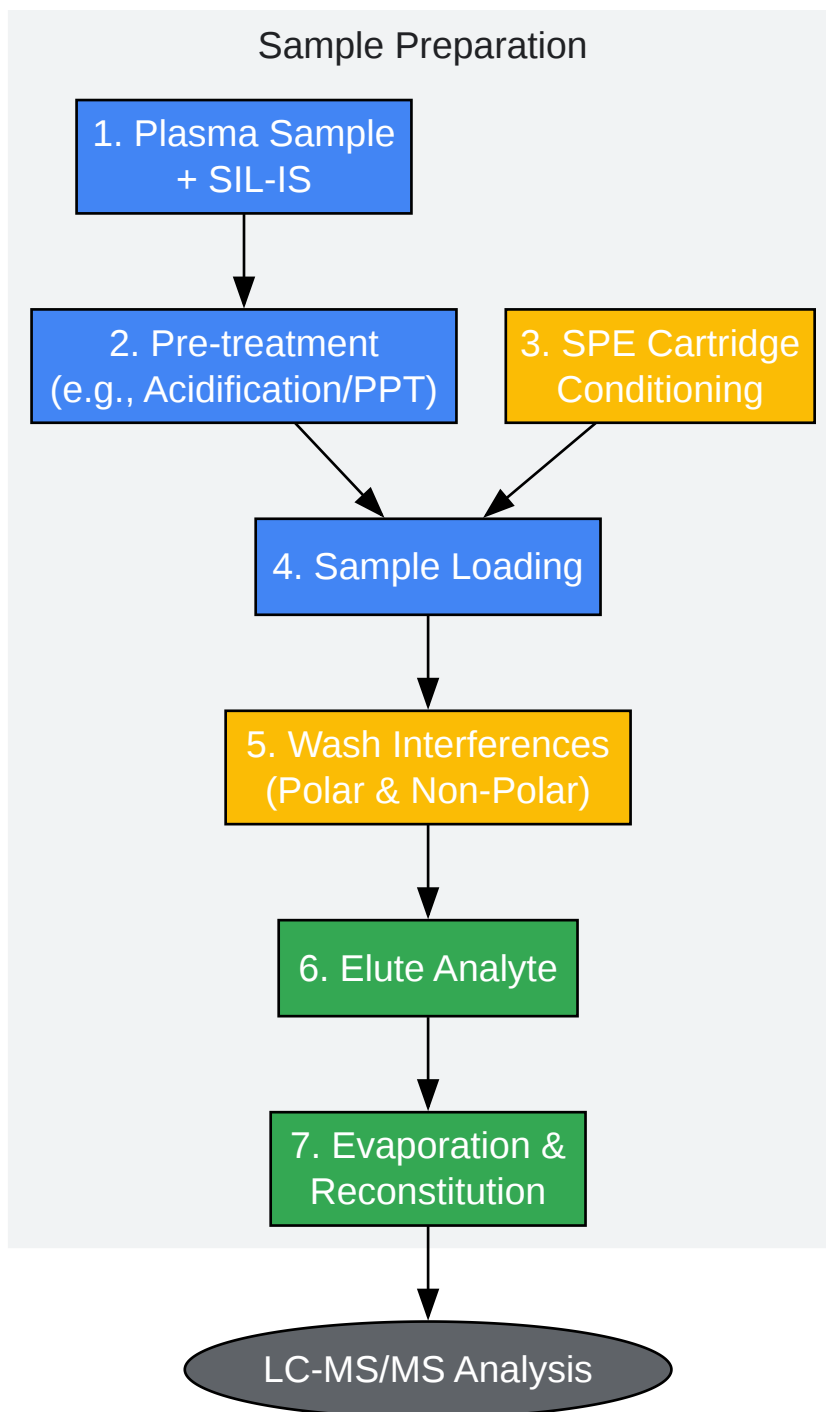 Sample Preparation
1. Plasma Sample
+ SIL-IS
2. Pre-treatment
(e.g., Acidification/PPT)
3. SPE Cartridge
Conditioning
4. Sample Loading
5. Wash Interferences
(Polar & Non-Polar)
6. Elute Analyte
7. Evaporation &
Reconstitution
LC-MS/MS Analysis